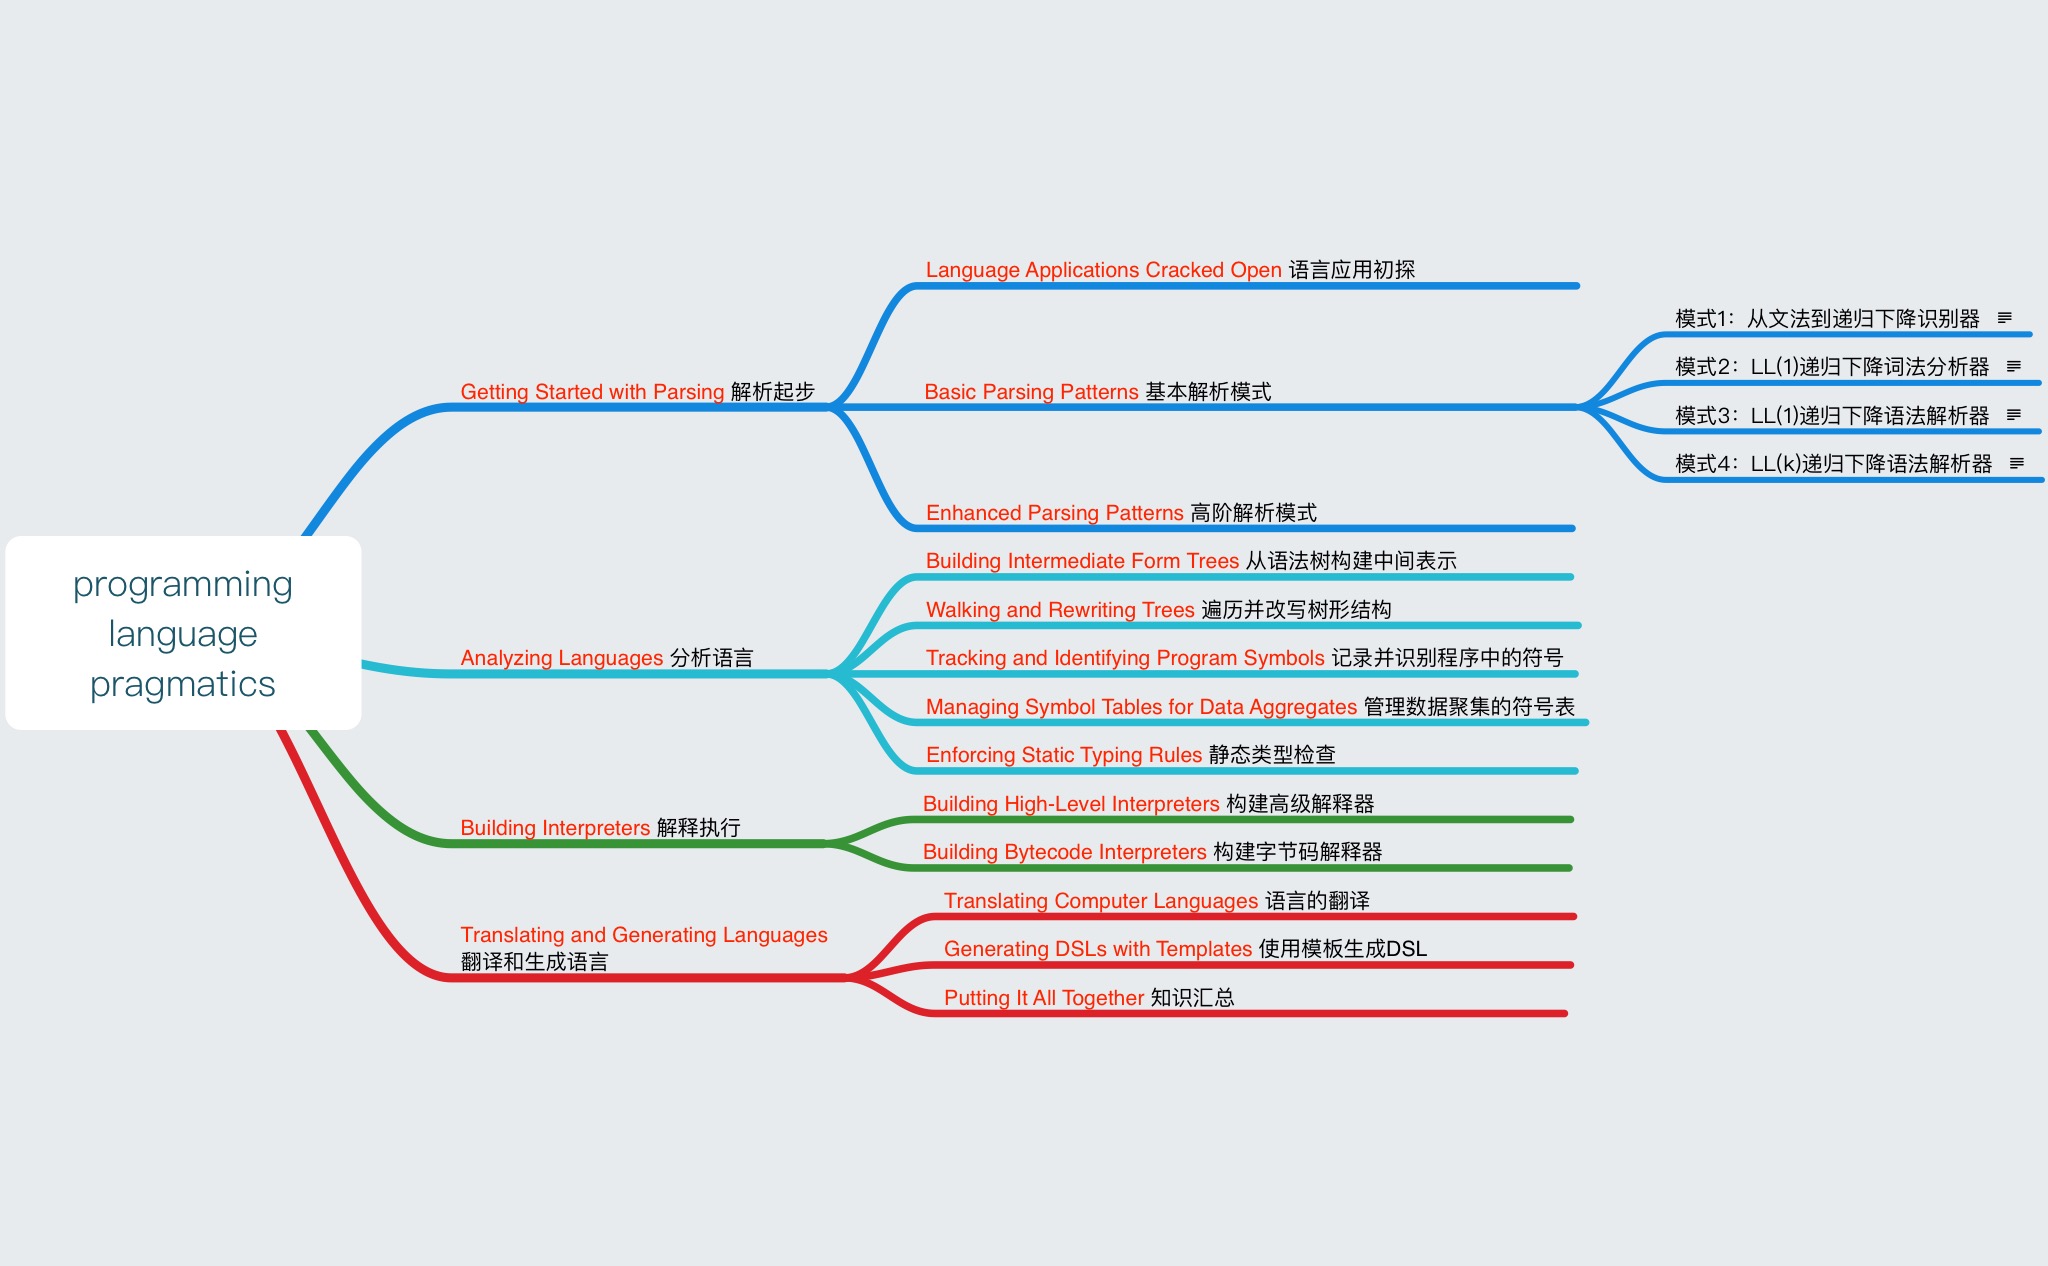 programming
language
pragmatics
Getting Started with Parsing 解析起步
Language Applications Cracked Open 语言应用初探
Basic Parsing Patterns 基本解析模式
模式1：从文法到递归下降识别器
模式2：LL(1)递归下降词法分析器
模式3：LL(1)递归下降语法解析器
模式4：LL(k)递归下降语法解析器
Enhanced Parsing Patterns 高阶解析模式
Analyzing Languages 分析语言
Building Intermediate Form Trees 从语法树构建中间表示
Walking and Rewriting Trees 遍历并改写树形结构
Tracking and Identifying Program Symbols 记录并识别程序中的符号
Managing Symbol Tables for Data Aggregates 管理数据聚集的符号表
Enforcing Static Typing Rules 静态类型检查
Building Interpreters 解释执行
Building High-Level Interpreters 构建高级解释器
Building Bytecode Interpreters 构建字节码解释器
Translating and Generating Languages
翻译和生成语言
Translating Computer Languages 语言的翻译
Generating DSLs with Templates 使用模板生成DSL
Putting It All Together 知识汇总